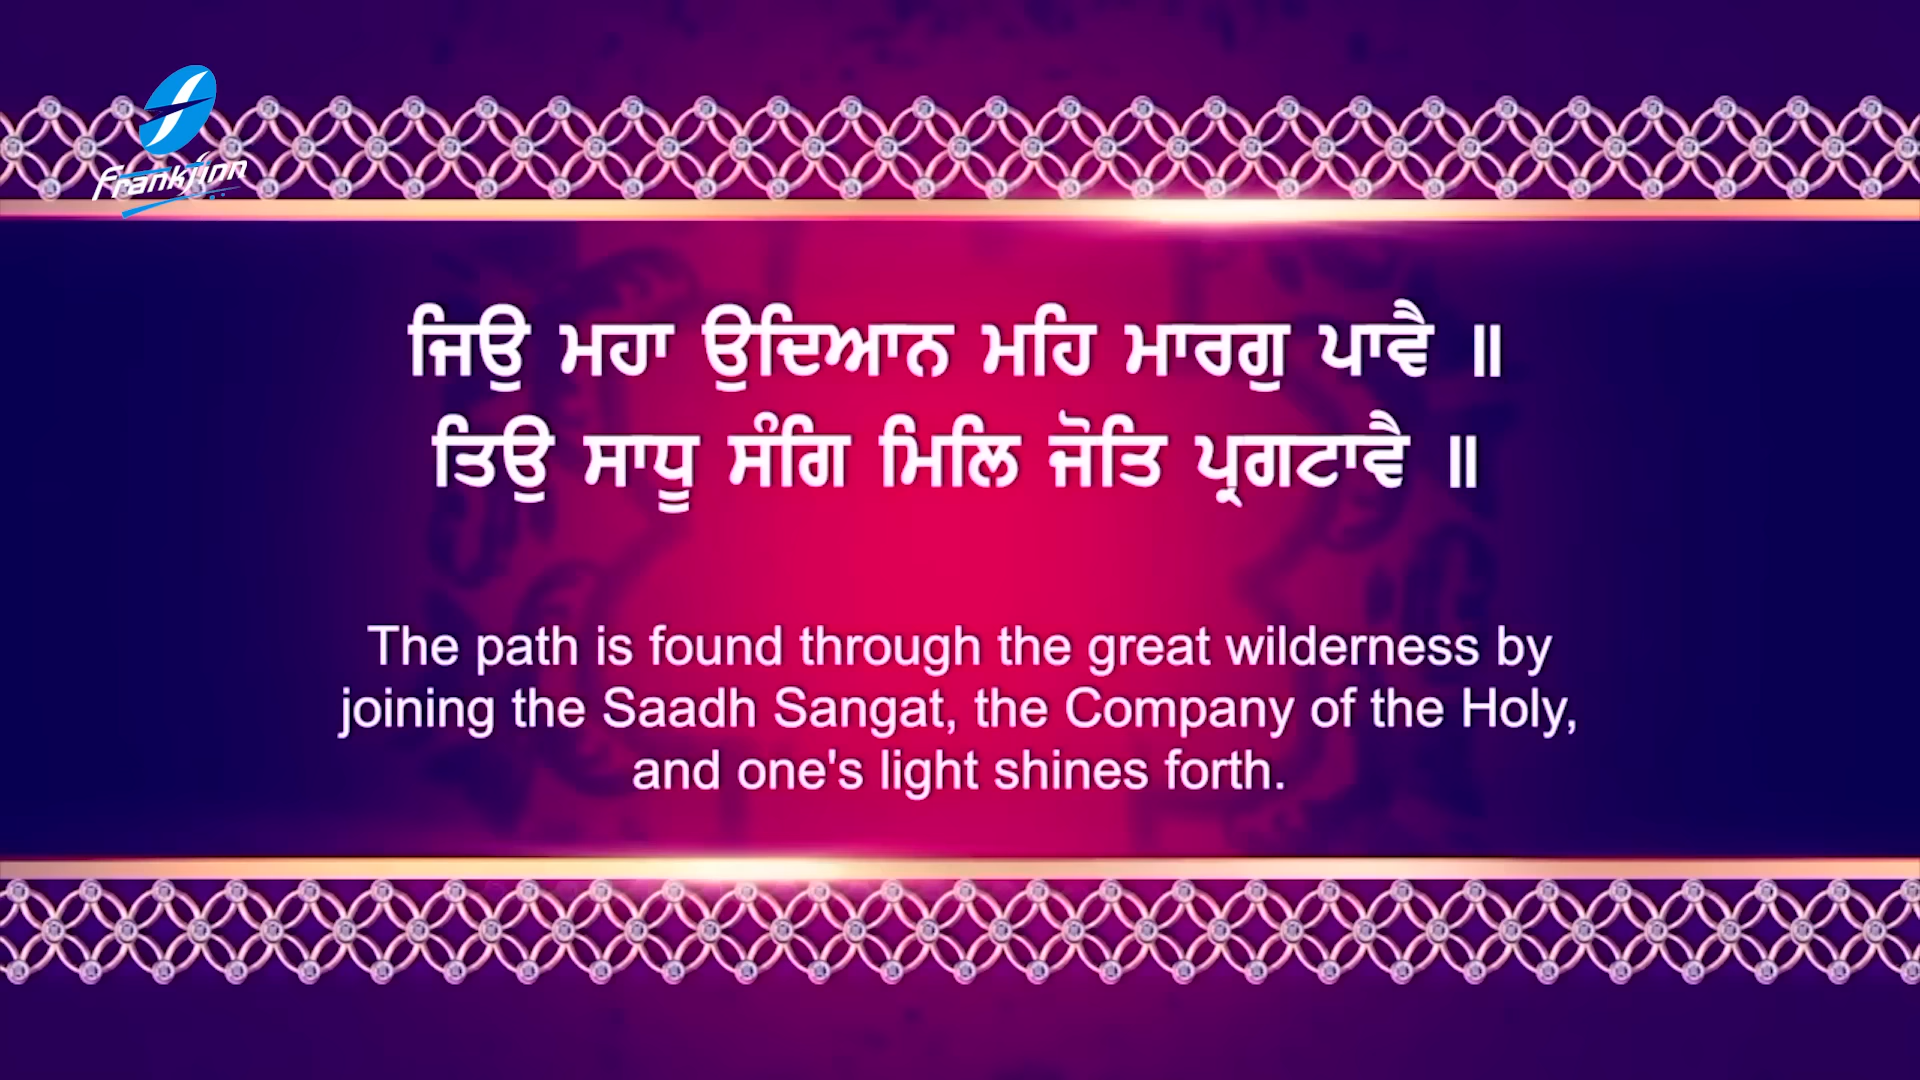 Frankfinn
ਜਿਉ ਮਹਾ ਉਦਿਆਨ ਮਹਿ ਮਾਰਗੁ ਪਾਵੈ ॥
ਤਿਉ ਸਾਧੂ ਸੰਗਿ ਮਿਲਿ ਜੋਤਿ ਪ੍ਰਗਟਾਵੈ ॥
The path is found through the great wilderness by
joining the Saadh Sangat, the Company of the Holy,
and one's light shines forth.